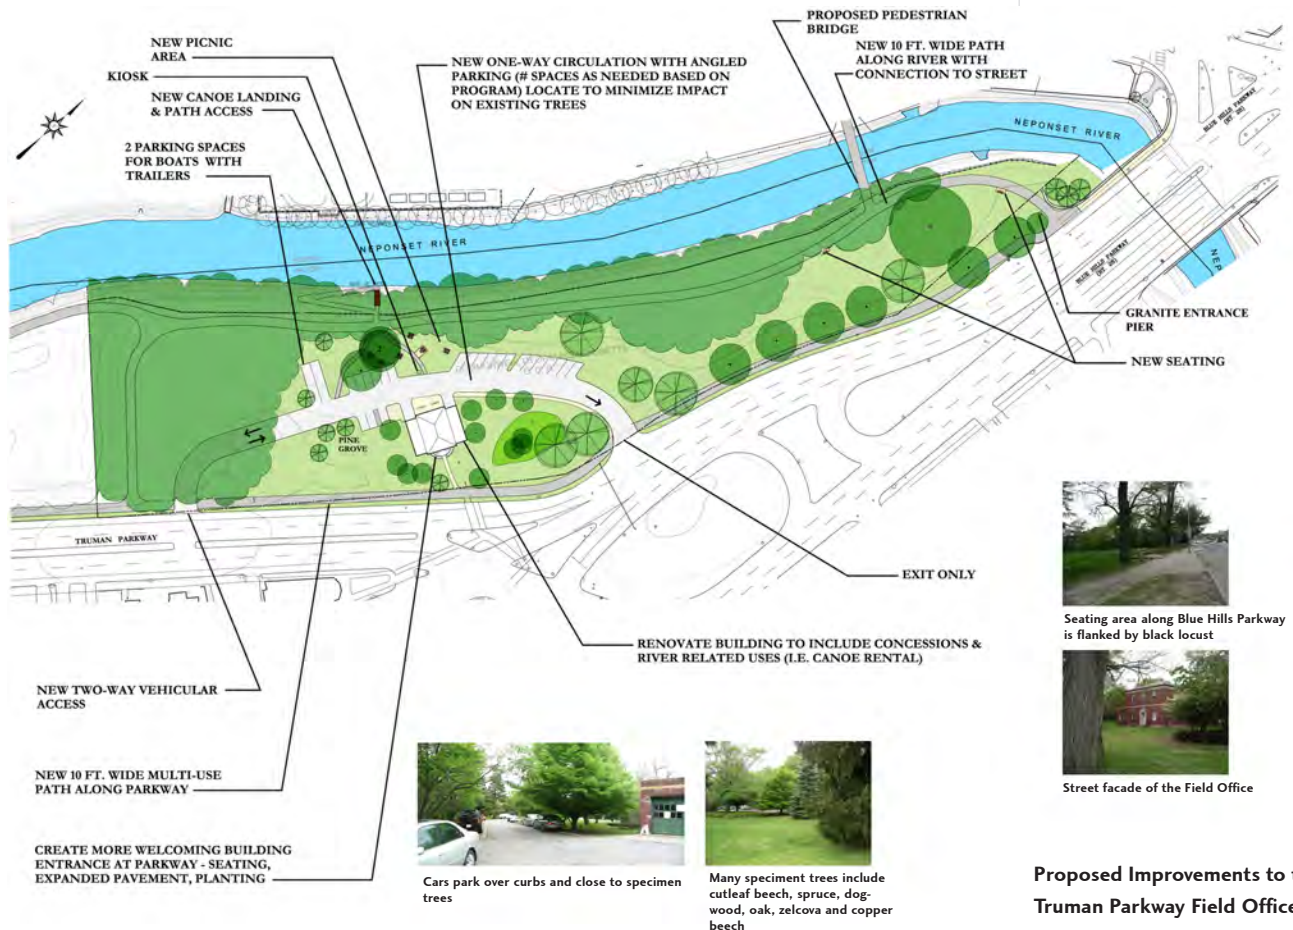 PROPOSED PEDESTRIAN
BRIDGE
NEW PICNIC
AREA
NEW 10 FT. WIDE PATH
ALONG RIVER WITH
CONNECTION TO STREET
NEW ONE-WAY CIRCULATION WITH ANGLED
PARKING (# SPACES AS NEEDED BASED ON
PROGRAM) LOCATE TO MINIMIZE IMPACT
ON EXISTING TREES
KIOSK
NEW CANOE LANDING
& PATH ACCESS
2 PARKING SPACES
FOR BOATS WITH
TRAILERS
BLUE HILLS PARKWAY
NEPONSET RIVER
NEPONSET RIVER
BLUE HILLS PARKWAY
NEP
GRANITE ENTRANCE
PIER
NEW SEATING
PINE
GROVE
TRUMAN PARKWAY
EXIT ONLY
RENOVATE BUILDING TO INCLUDE CONCESSIONS &
RIVER RELATED USES (I.E. CANOE RENTAL)
NEW TWO-WAY VEHICULAR
ACCESS
NEW 10 FT. WIDE MULTI-USE
PATH ALONG PARKWAY
CREATE MORE WELCOMING BUILDING
ENTRANCE AT PARKWAY - SEATING,
EXPANDED PAVEMENT, PLANTING
Seating area along Blue Hills Parkway
is flanked by black locust
Street facade of the Field Office
Cars park over curbs and close to specimen
trees
Many speciment trees include
cutleaf beech, spruce, dog-
wood, oak, zelcova and copper
beech
Proposed Improvements to t
Truman Parkway Field Office